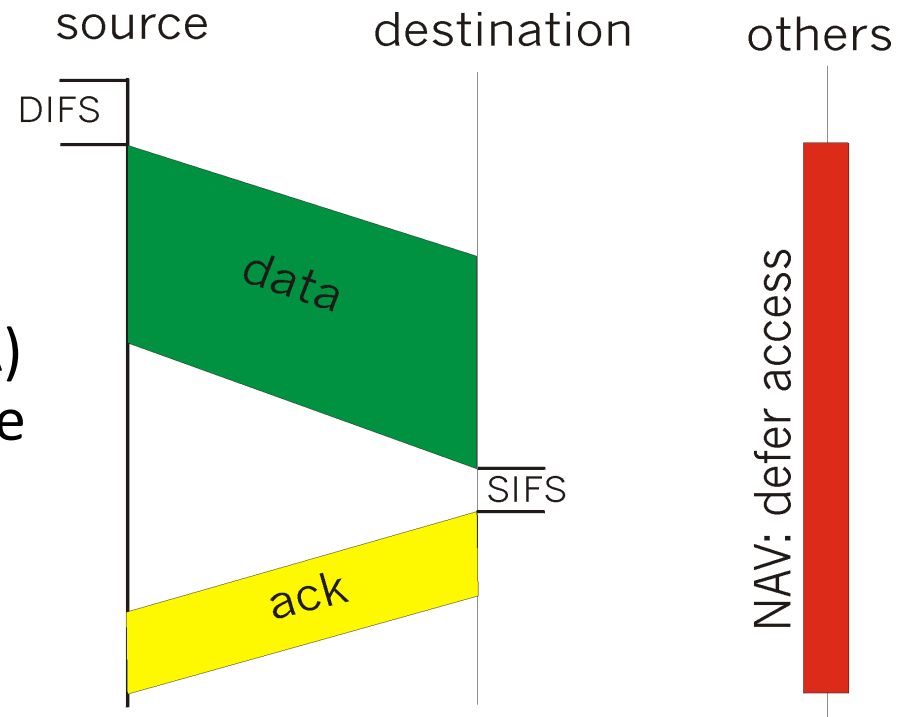 source
destination
others
DIFS
data
)
e
SIFS
ack
NAV: defer access